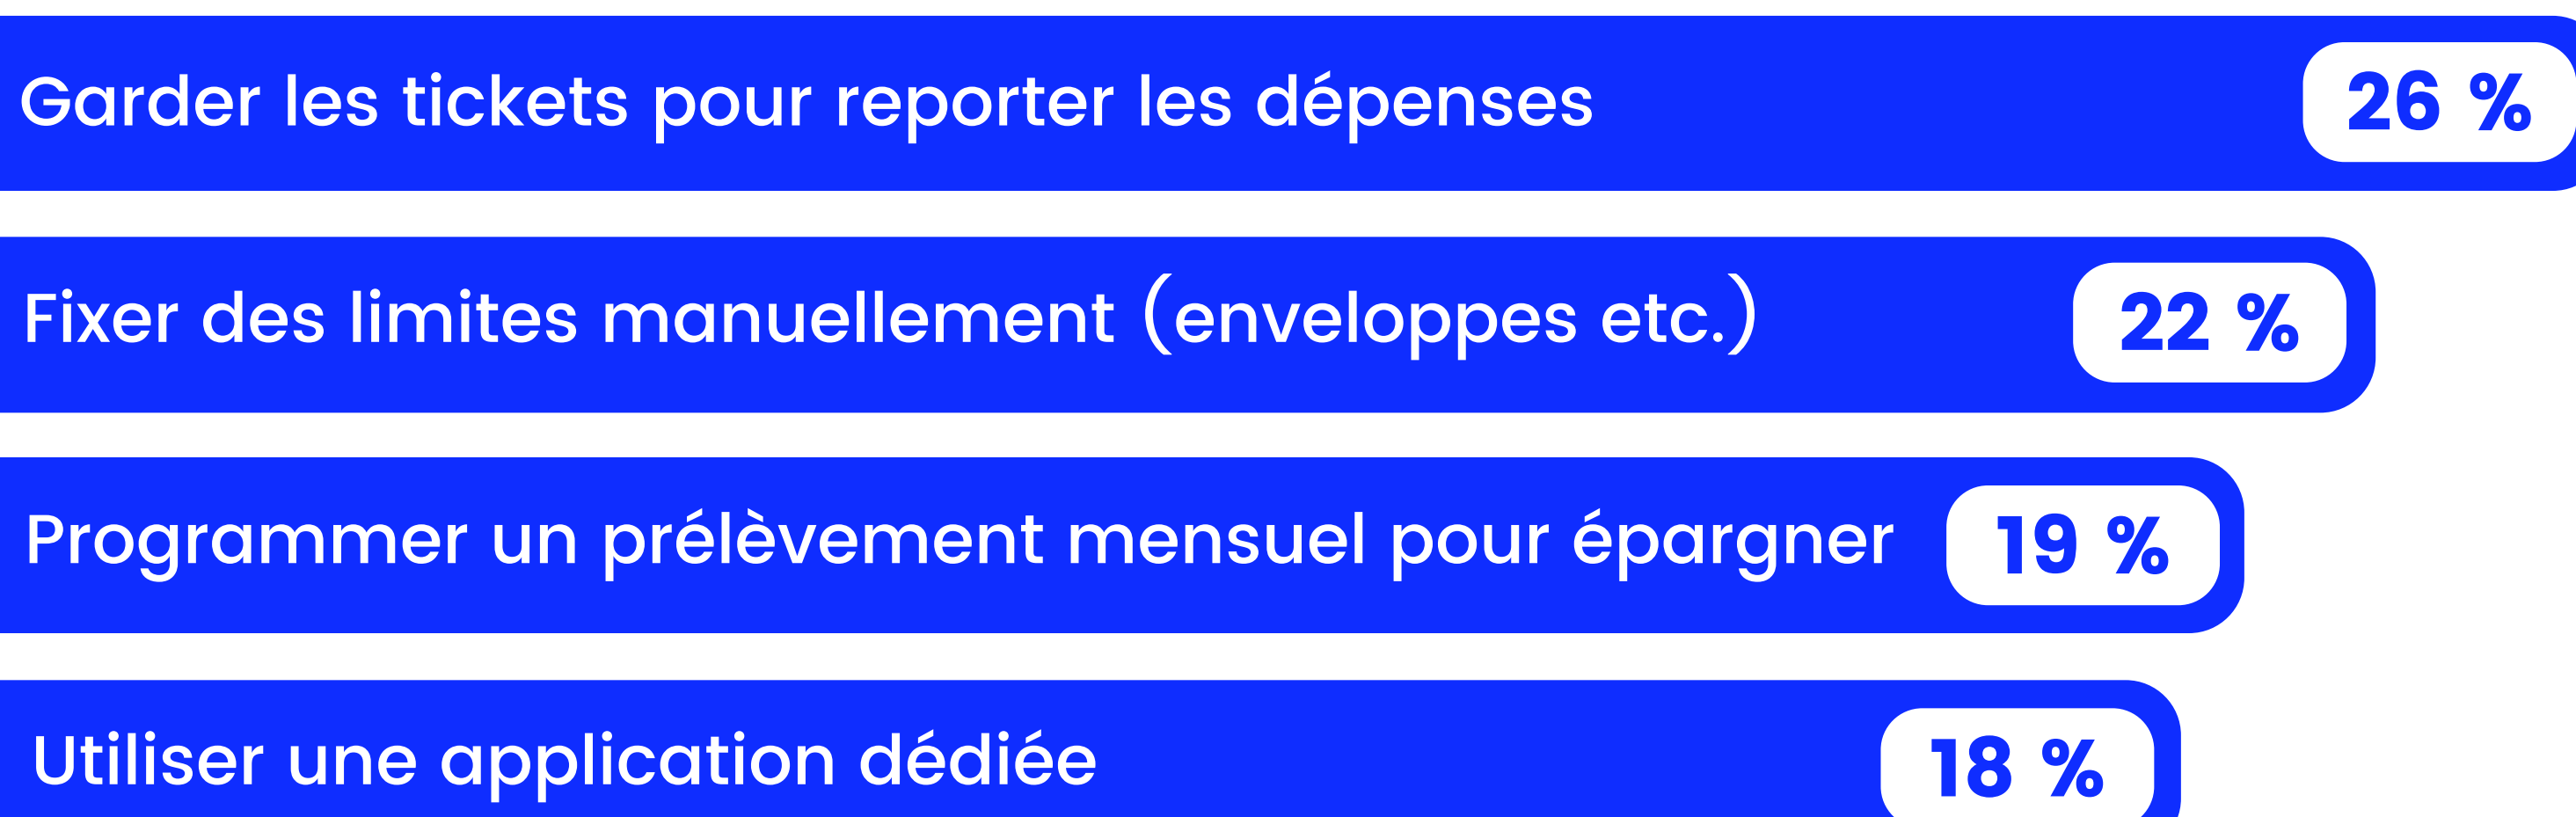 Garder les tickets pour reporter les dépenses 26 %
Fixer des limites manuellement (enveloppes etc.) 22 %
Programmer un prélèvement mensuel pour épargner 19 %
Utiliser une application dédiée 18 %